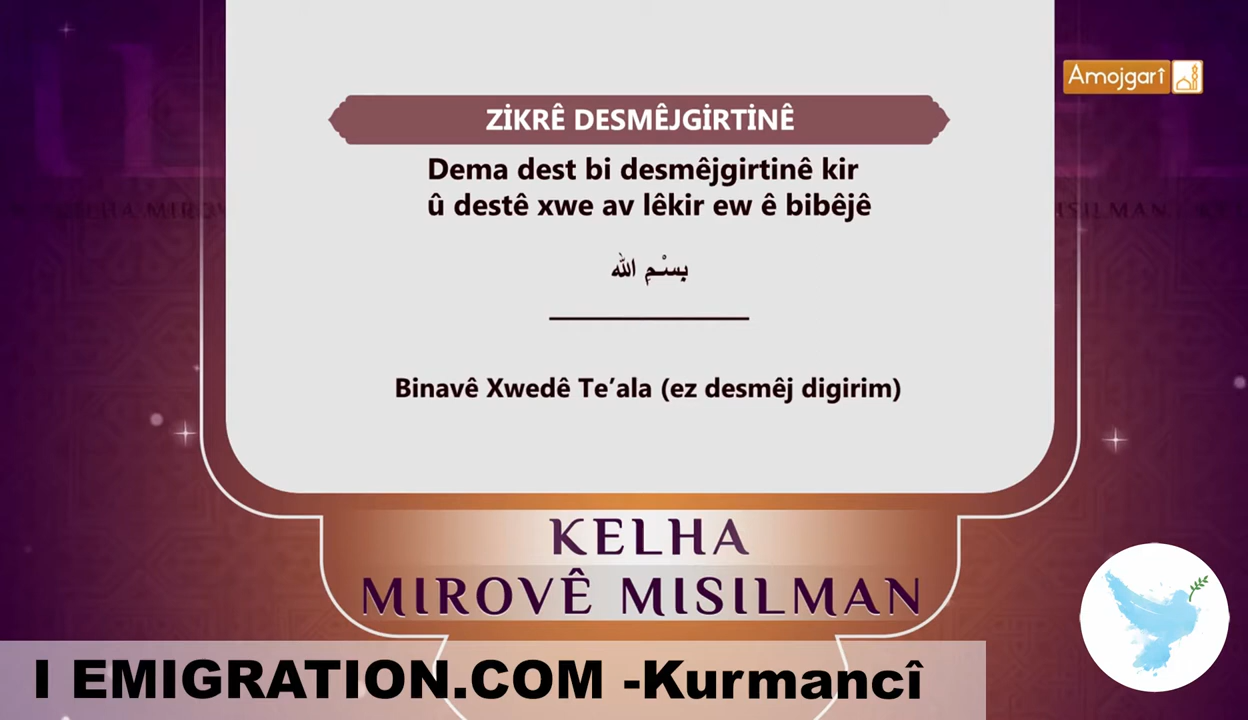 Amojgarî
ZİKRÊ DESMÊJGİRTİNÊ
Dema dest bi desmêjgirtinê kir
û destê xwe av lêkir ew ê bibêjê
بِسْمِ اللّٰه
Binavê Xwedê Te’ala (ez desmêj digirim)
KELHA
MIROVÊ MISILMAN
I EMIGRATION.COM -Kurmancî